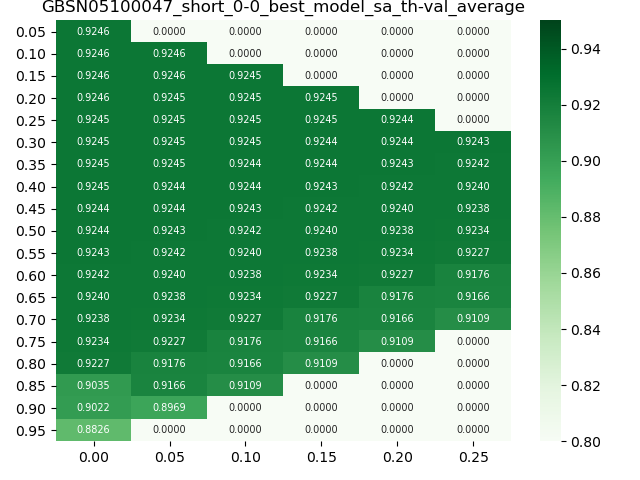 GBSN05100047_short_0-0_best_model_sa_th-val_average
0.05 0.9246 0.0000 0.0000 0.0000 0.0000 0.0000
0.10 0.9246 0.9246 0.0000 0.0000 0.0000 0.0000
0.15 0.9246 0.9246 0.9245 0.0000 0.0000 0.0000
0.20 0.9246 0.9245 0.9245 0.9245 0.0000 0.0000
0.25 0.9245 0.9245 0.9245 0.9245 0.9244 0.0000
0.30 0.9245 0.9245 0.9245 0.9244 0.9244 0.9243
0.35 0.9245 0.9245 0.9244 0.9244 0.9243 0.9242
0.40 0.9245 0.9244 0.9244 0.9243 0.9242 0.9240
0.45 0.9244 0.9244 0.9243 0.9242 0.9240 0.9238
0.50 0.9244 0.9243 0.9242 0.9240 0.9238 0.9234
0.55 0.9243 0.9242 0.9240 0.9238 0.9234 0.9227
0.60 0.9242 0.9240 0.9238 0.9234 0.9227 0.9176
0.65 0.9240 0.9238 0.9234 0.9227 0.9176 0.9166
0.70 0.9238 0.9234 0.9227 0.9176 0.9166 0.9109
0.75 0.9234 0.9227 0.9176 0.9166 0.9109 0.0000
0.80 0.9227 0.9176 0.9166 0.9109 0.0000 0.0000
0.85 0.9035 0.9166 0.9109 0.0000 0.0000 0.0000
0.90 0.9022 0.8969 0.0000 0.0000 0.0000 0.0000
0.95 0.8826 0.0000 0.0000 0.0000 0.0000 0.0000
0.00 0.05 0.10 0.15 0.20 0.25
0.94
0.92
0.90
0.88
0.86
0.84
0.82
0.80